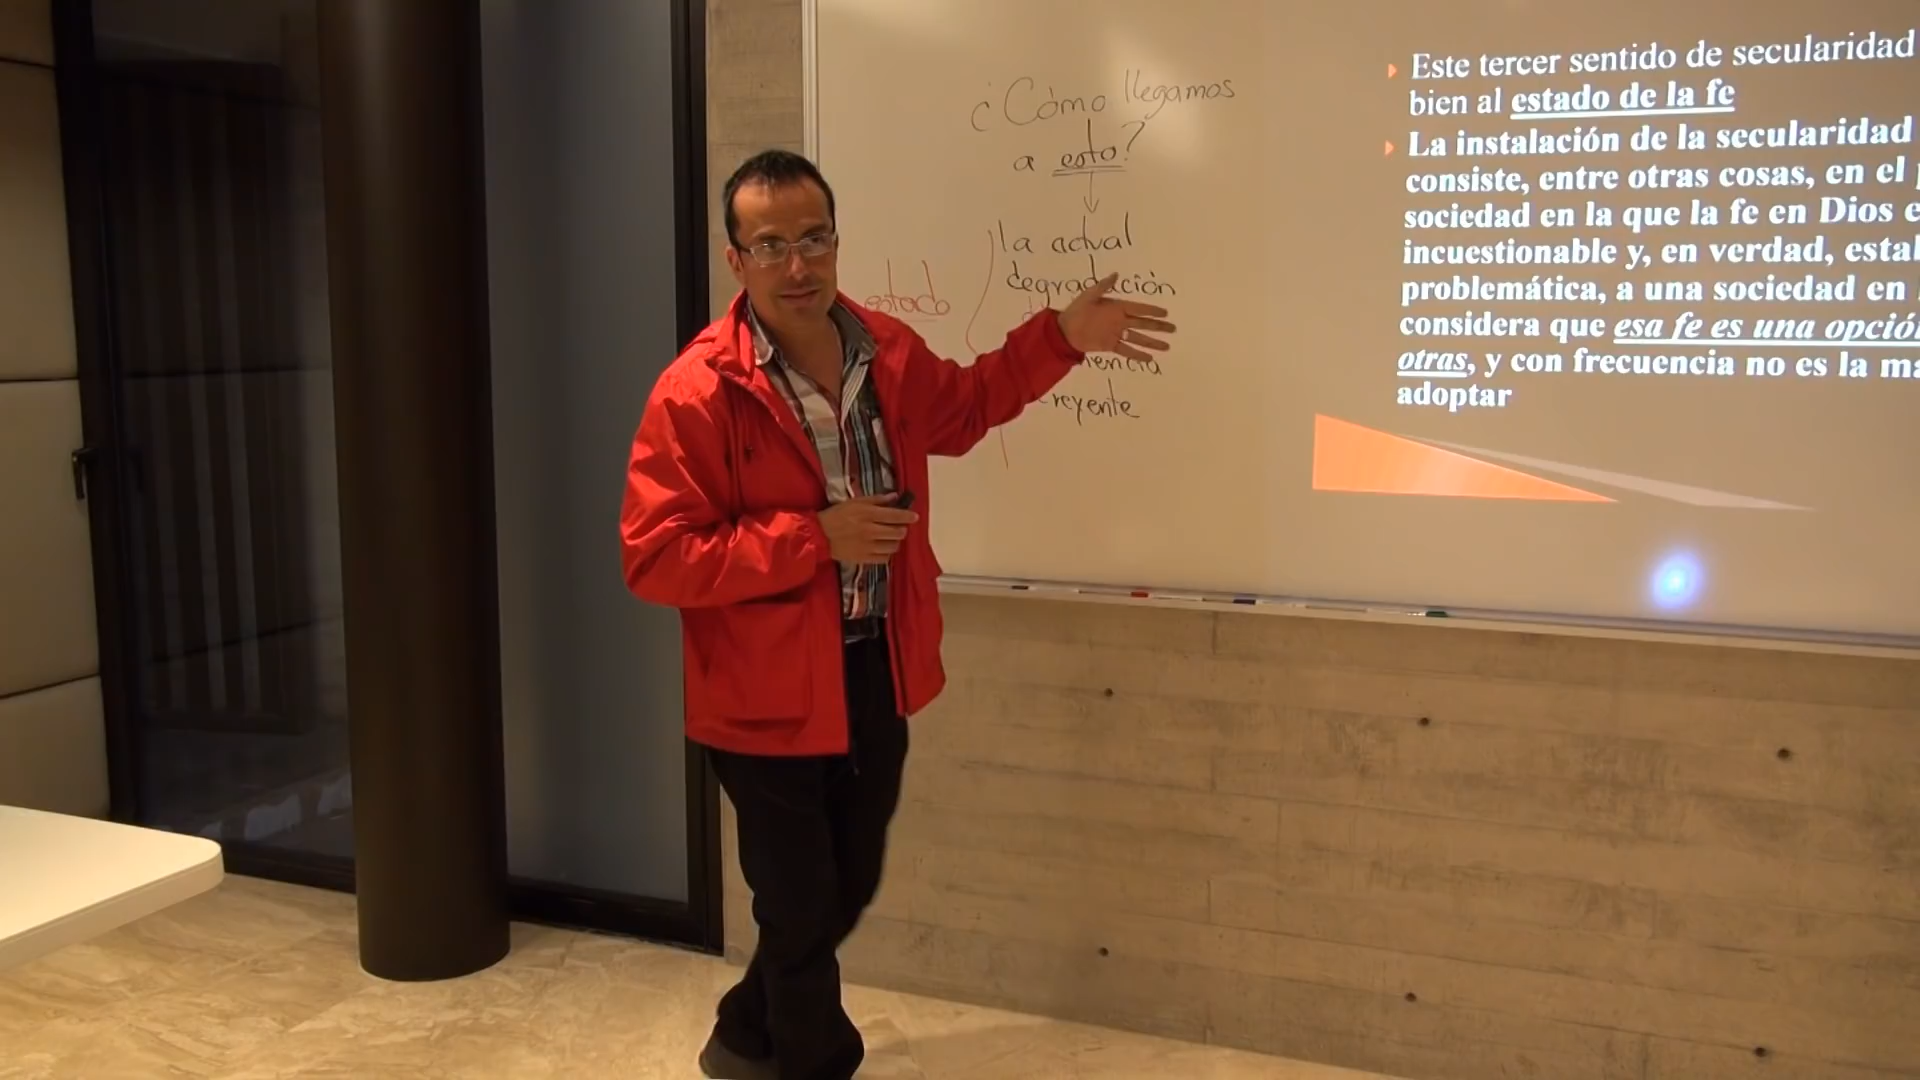 ¿Cómo llegamos
a esto?
la actual
degradación
estado
creyente
Este tercer sentido de secularidad
bien al estado de la fe
La instalación de la secularidad
consiste, entre otras cosas, en el
sociedad en la que la fe en Dios
incuestionable y, en verdad,
problemática, a una sociedad en
considera que esa fe es una opción
otras, y con frecuencia no es la
adoptar